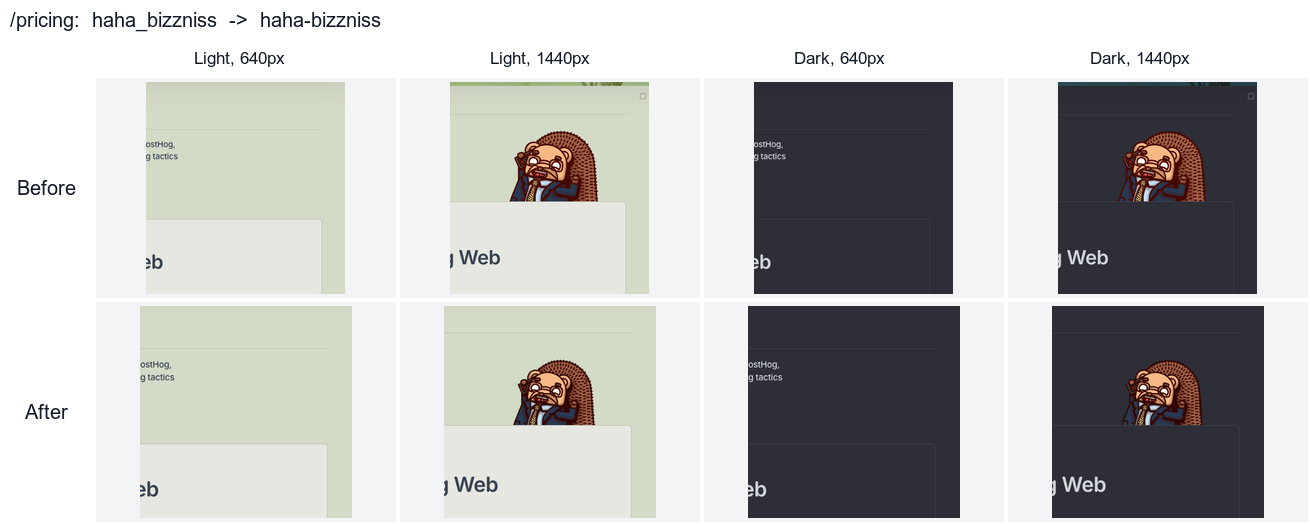 /pricing: haha_bizzniss -> haha-bizzniss
Light, 640px Light, 1440px Dark, 640px Dark, 1440px
Before
ostHog,
g tactics
eb
g Web
ostHog,
g tactics
eb
g Web
After
ostHog,
g tactics
eb
g Web
ostHog,
g tactics
eb
g Web